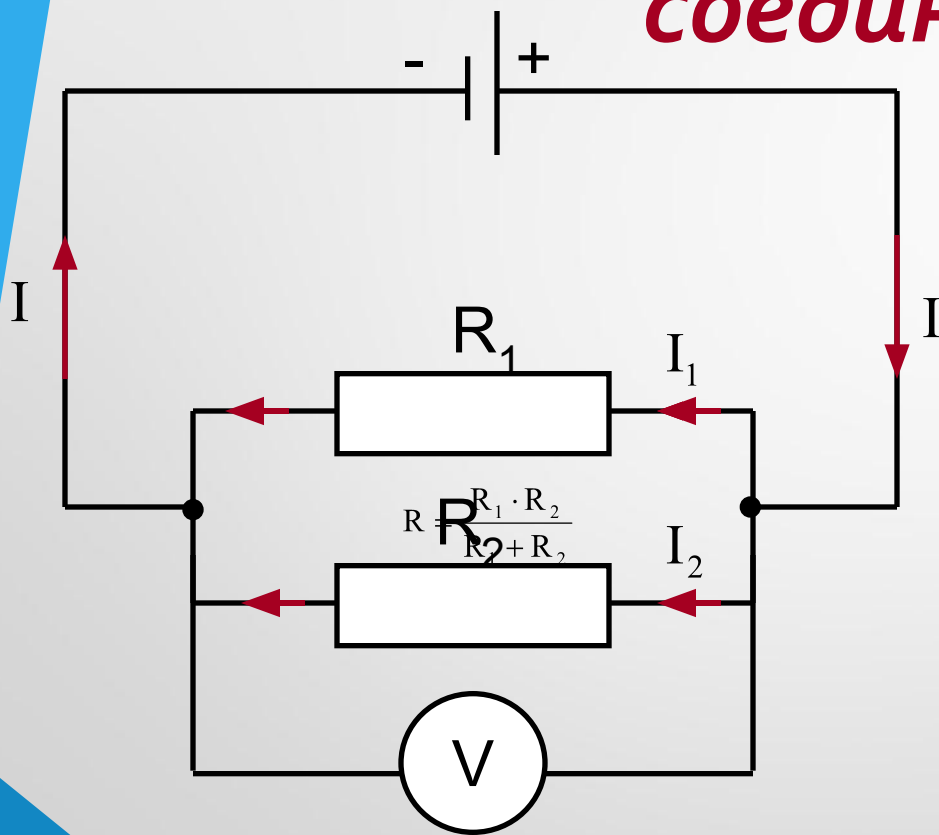 соедин
- +
I
I
R₁
I₁
R = R₁ · R₂ / R₁ + R₂
R₂
I₂
V